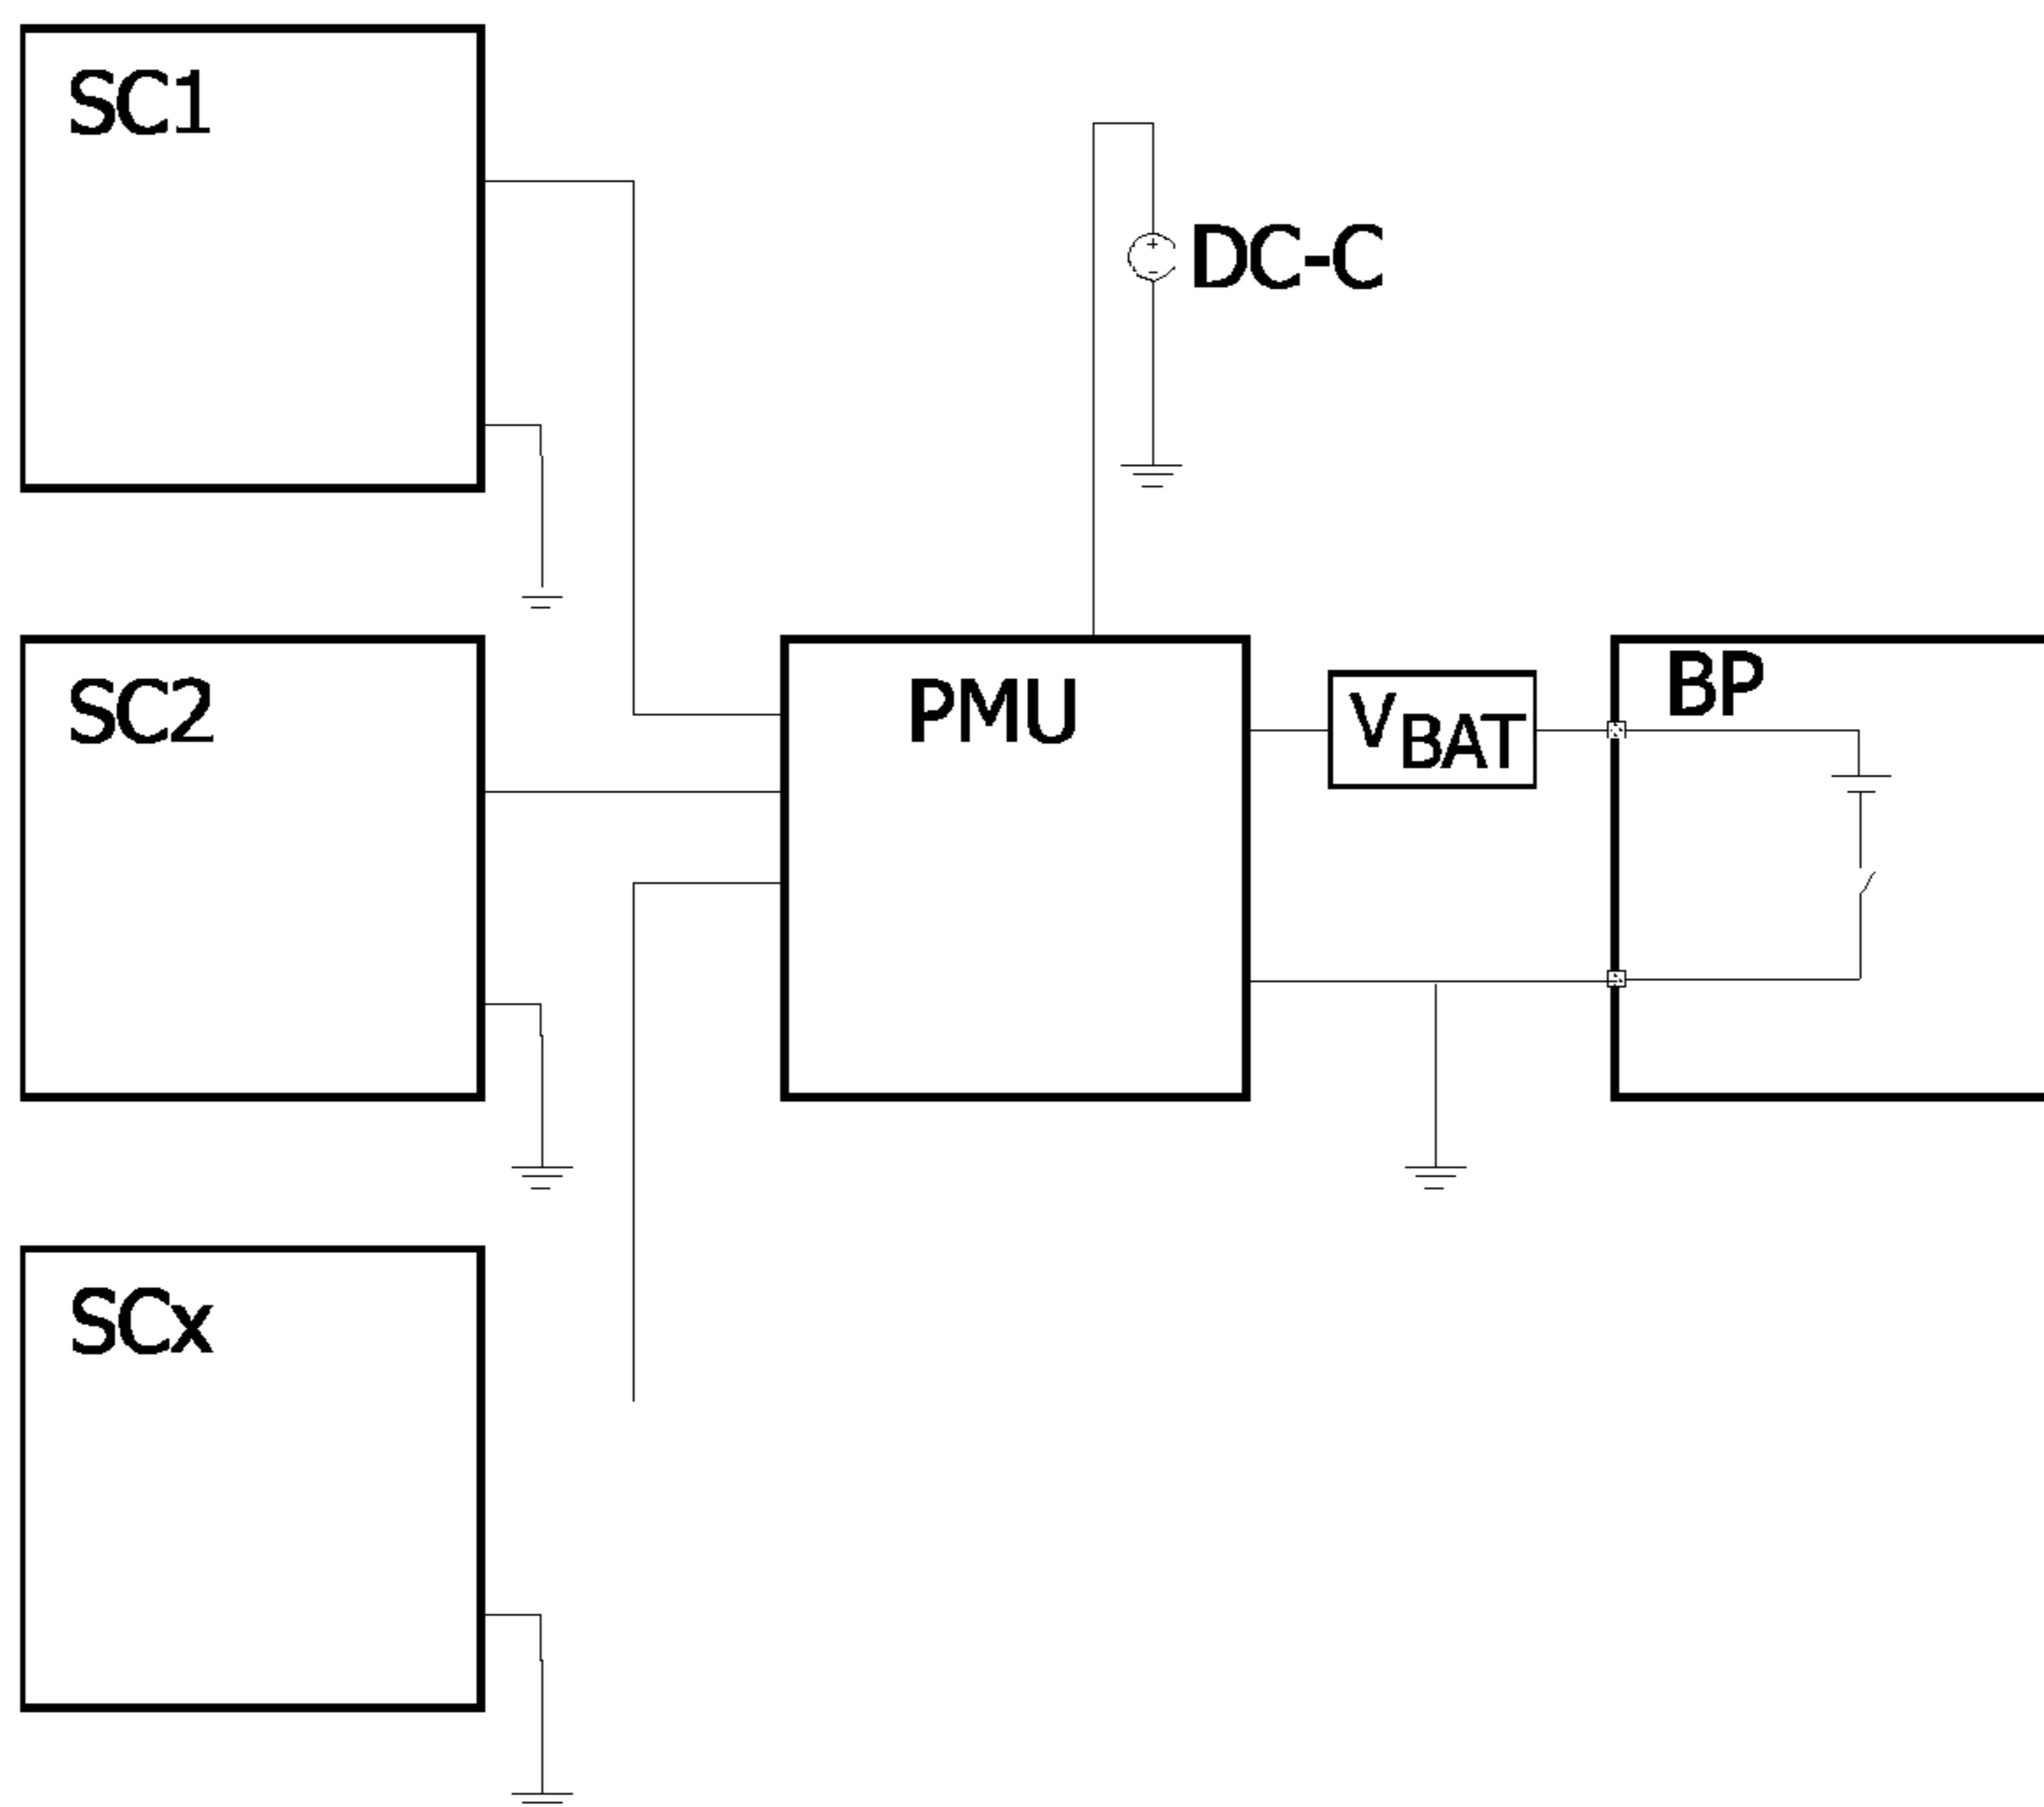 SC1
DC-C
SC2
PMU
VBAT
BP
SCx